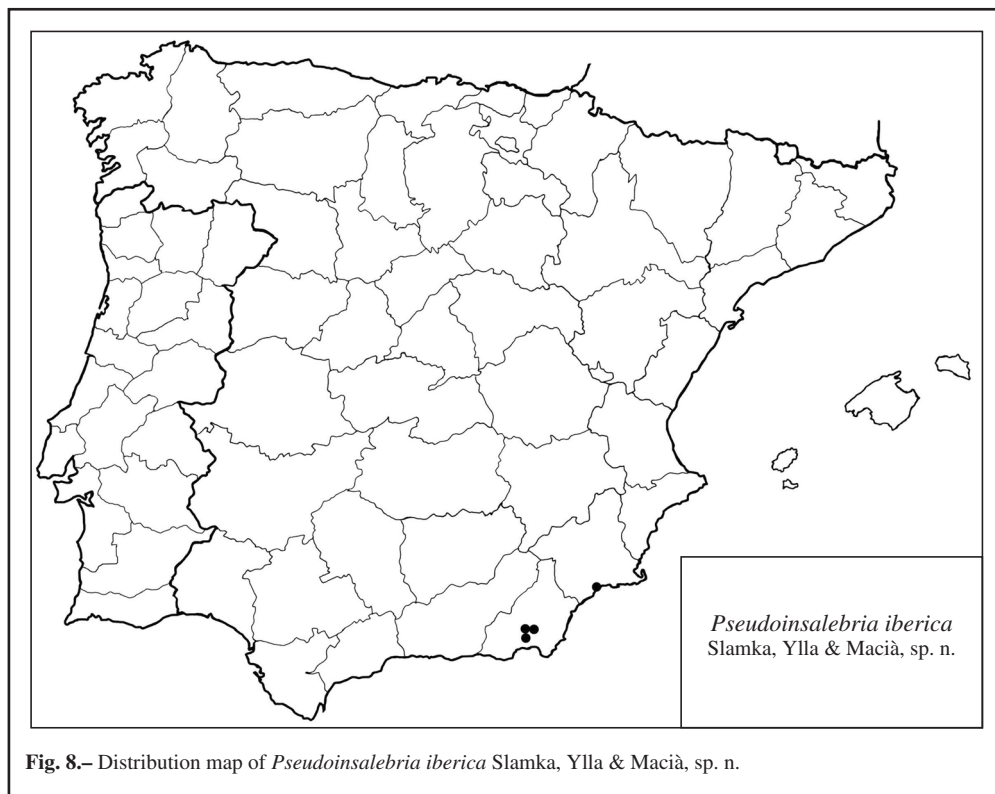 Pseudoinsalebria iberica
Slamka, Ylla & Macià, sp. n.
Fig. 8.– Distribution map of Pseudoinsalebria iberica Slamka, Ylla & Macià, sp. n.